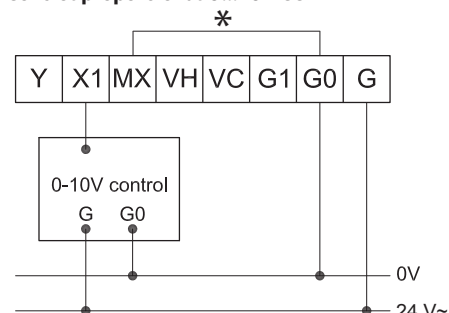 *
Y X1 MX VH VC G1 G0 G
0-10V control
G G0
0V
24 V~